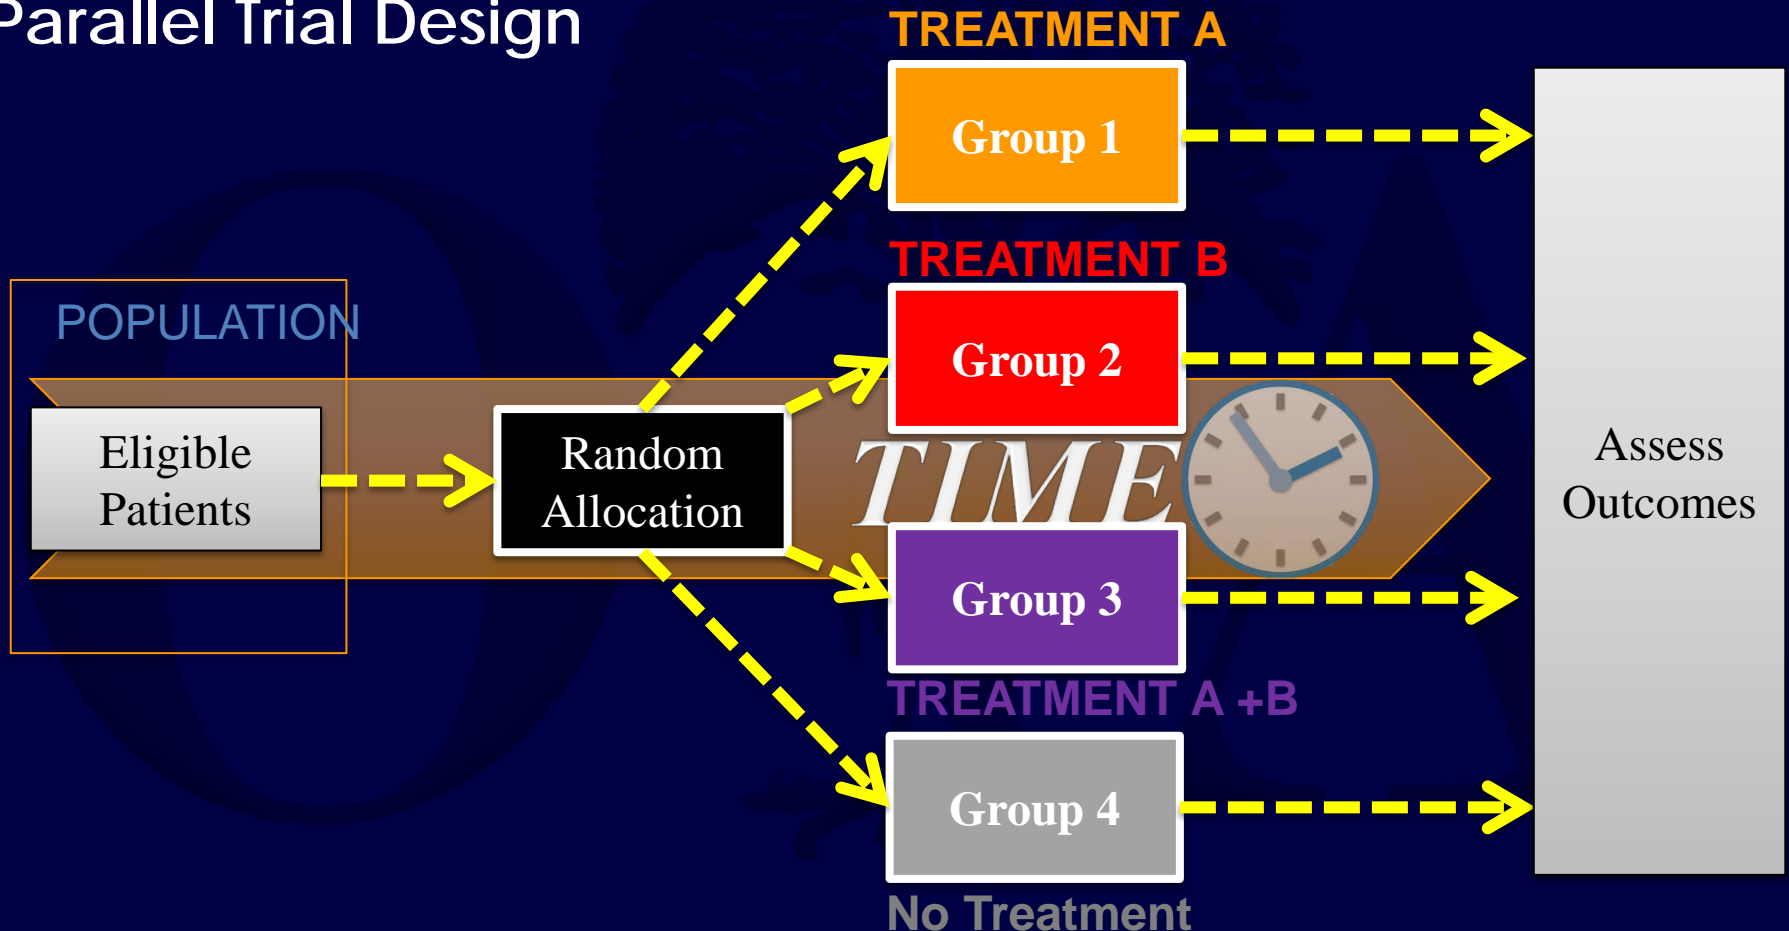 Parallel Trial Design
TREATMENT A
Group 1
TREATMENT B
Group 2
POPULATION
Eligible
Patients
Random
Allocation
TIME
Group 3
TREATMENT A +B
Group 4
No Treatment
Assess
Outcomes